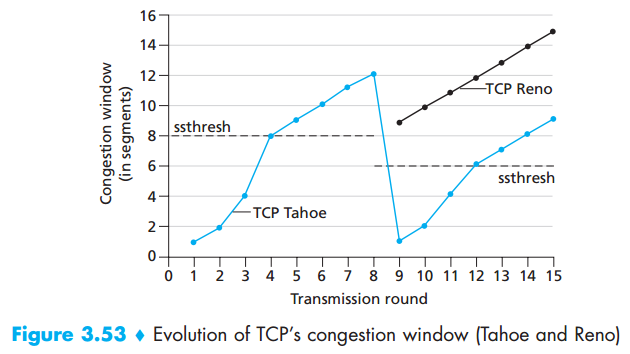 Congestion window
(in segments)
16
14
12
10
8
6
4
2
0
ssthresh
TCP Reno
ssthresh
TCP Tahoe
0 1 2 3 4 5 6 7 8 9 10 11 12 13 14 15
Transmission round
Figure 3.53 ♦ Evolution of TCP's congestion window (Tahoe and Reno)